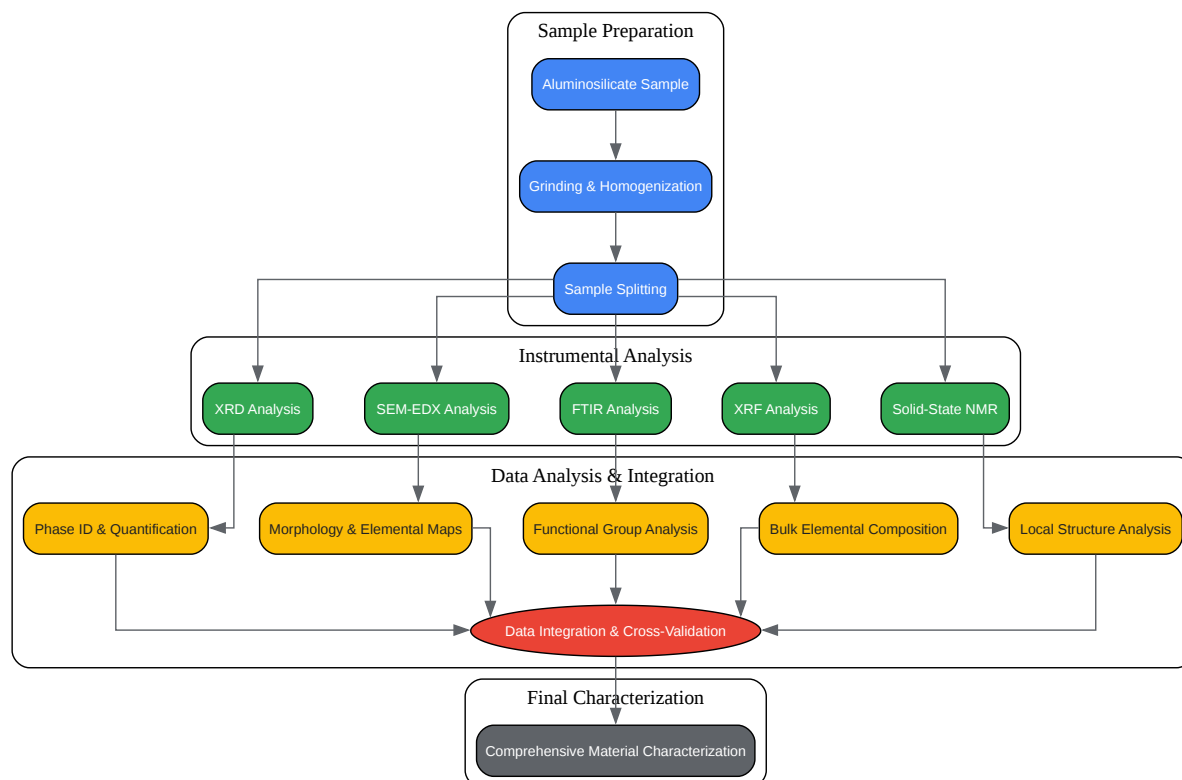 Sample Preparation
Aluminosilicate Sample
Grinding & Homogenization
Sample Splitting
Instrumental Analysis
XRD Analysis
SEM-EDX Analysis
FTIR Analysis
XRF Analysis
Solid-State NMR
Data Analysis & Integration
Phase ID & Quantification
Morphology & Elemental Maps
Functional Group Analysis
Bulk Elemental Composition
Local Structure Analysis
Data Integration & Cross-Validation
Final Characterization
Comprehensive Material Characterization